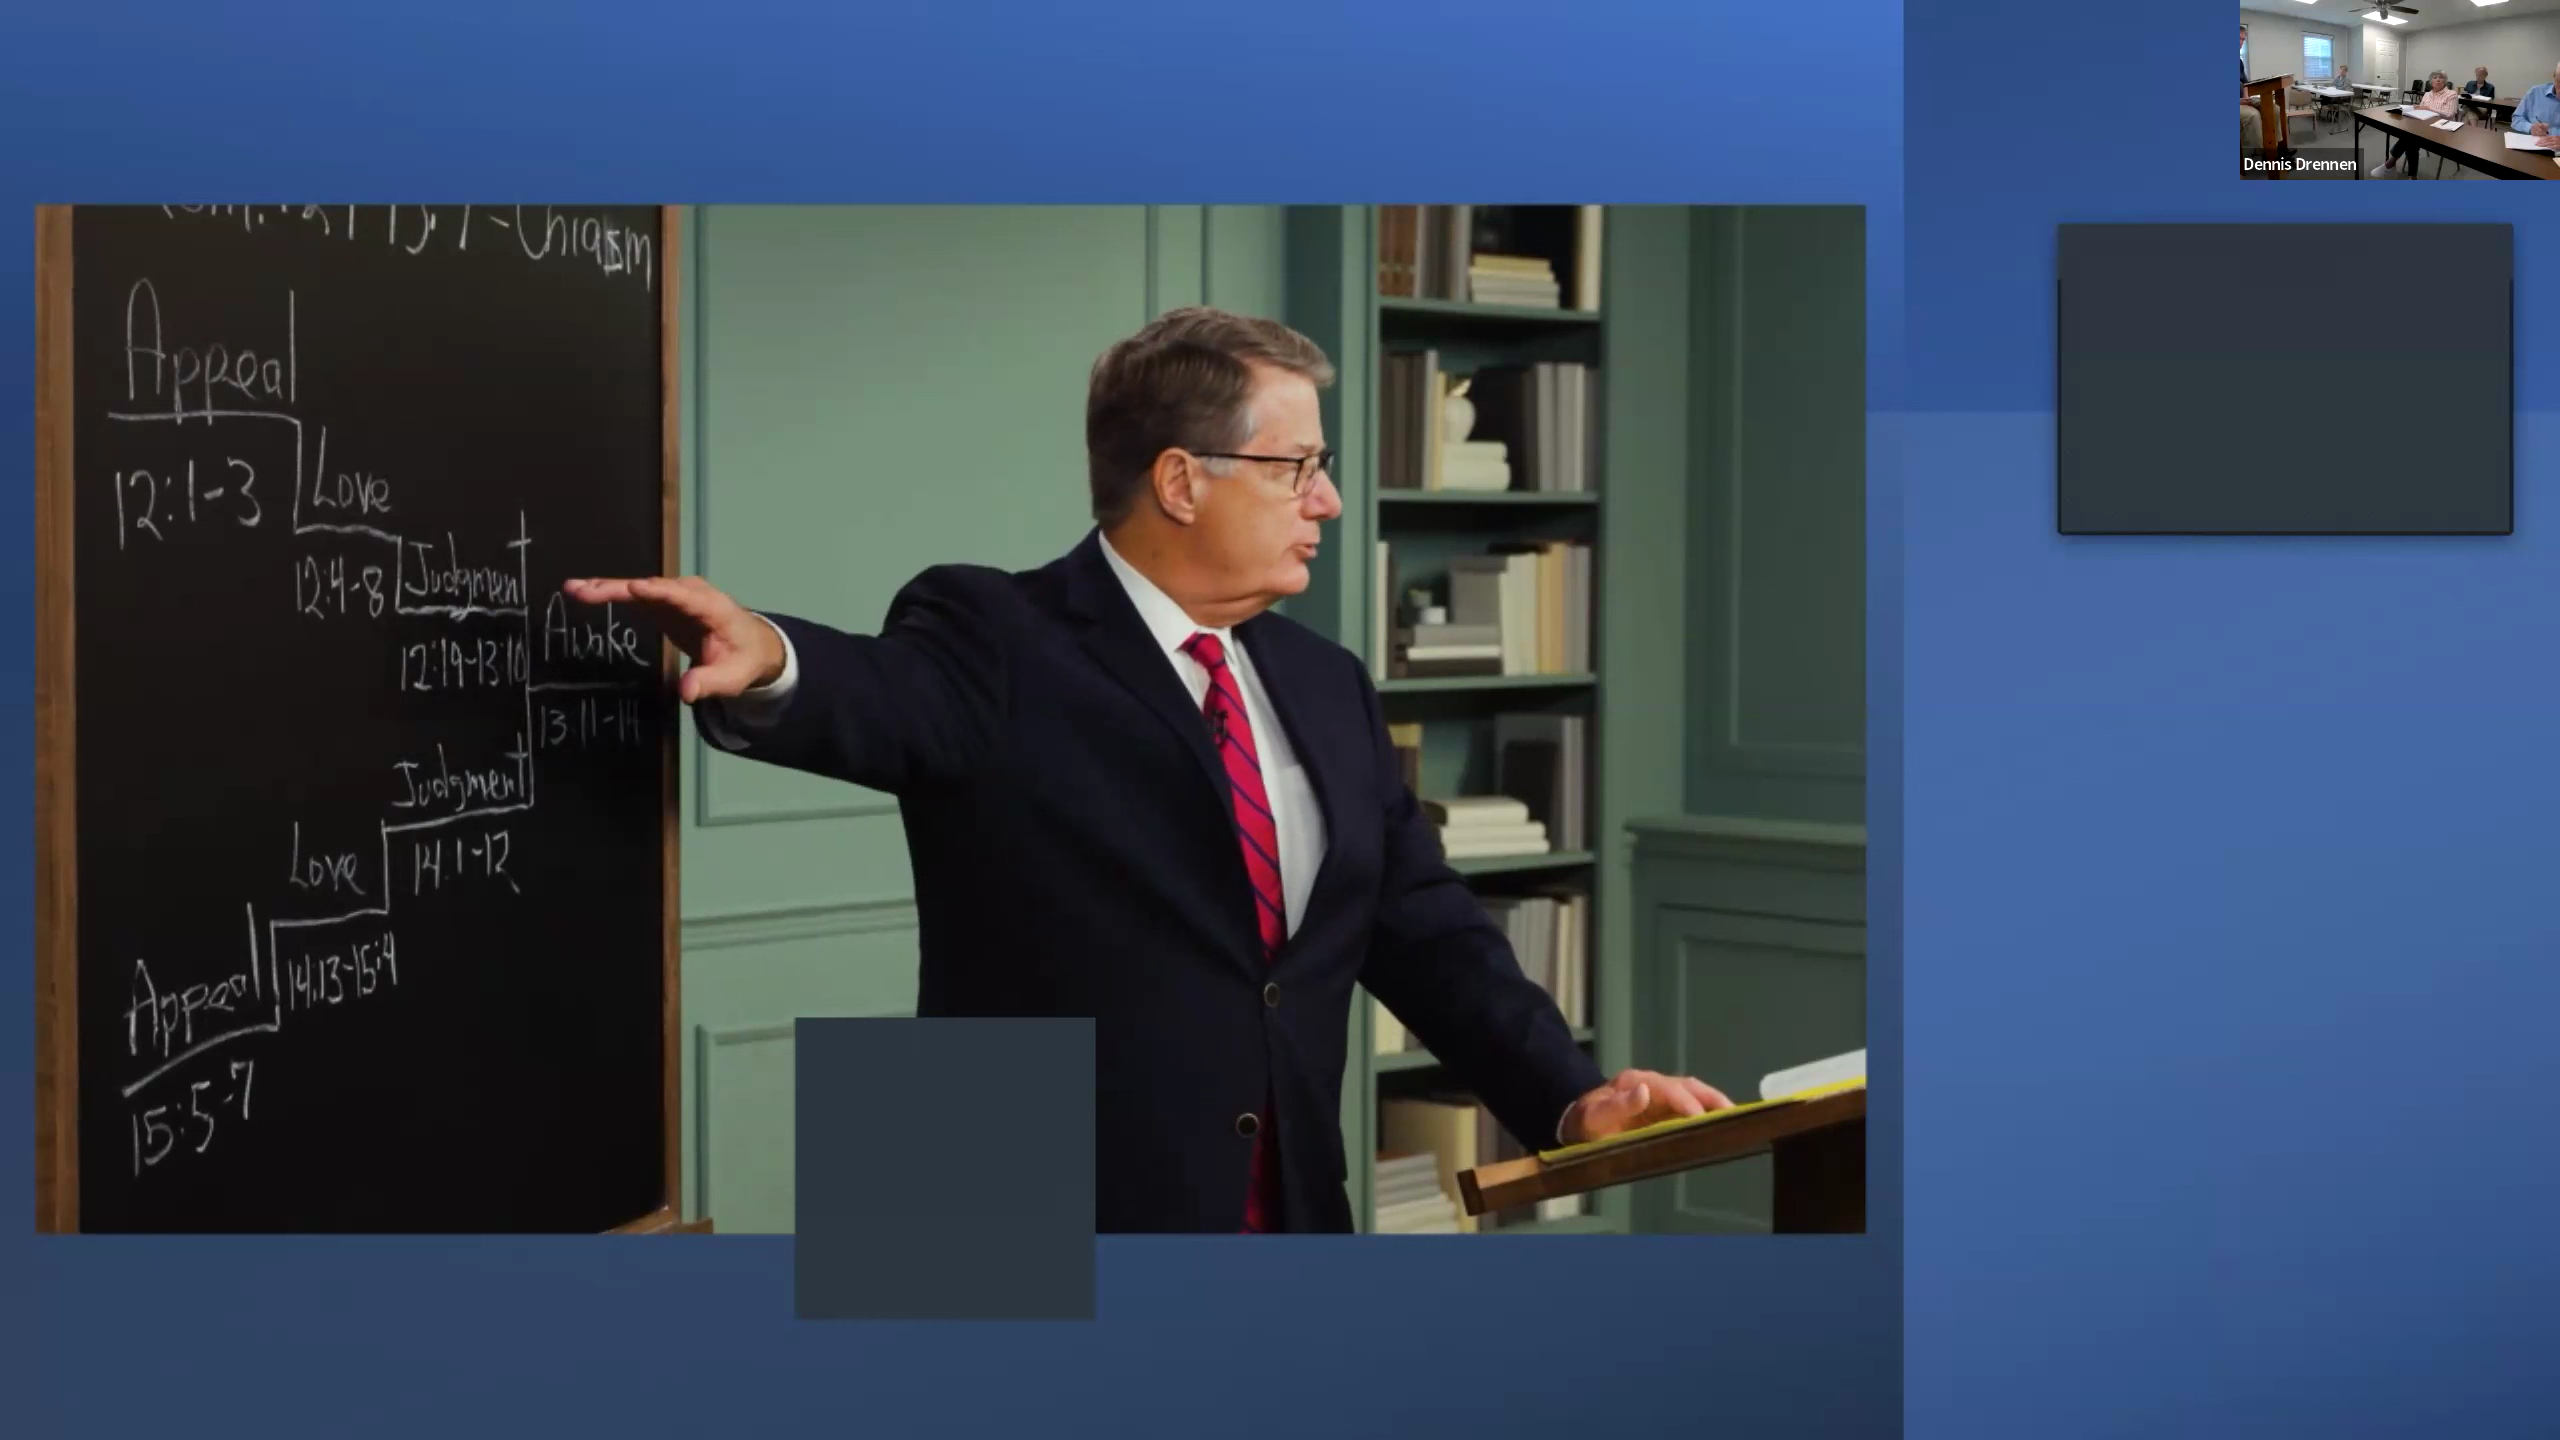 Chiasm
Appeal
12:1-3
Love
12:4-8
Judgment
12:19-13:10
Awake
13:11-14
Judgment
14:1-12
Love
14:13-15:4
Appeal
15:5-7
Dennis Drennen